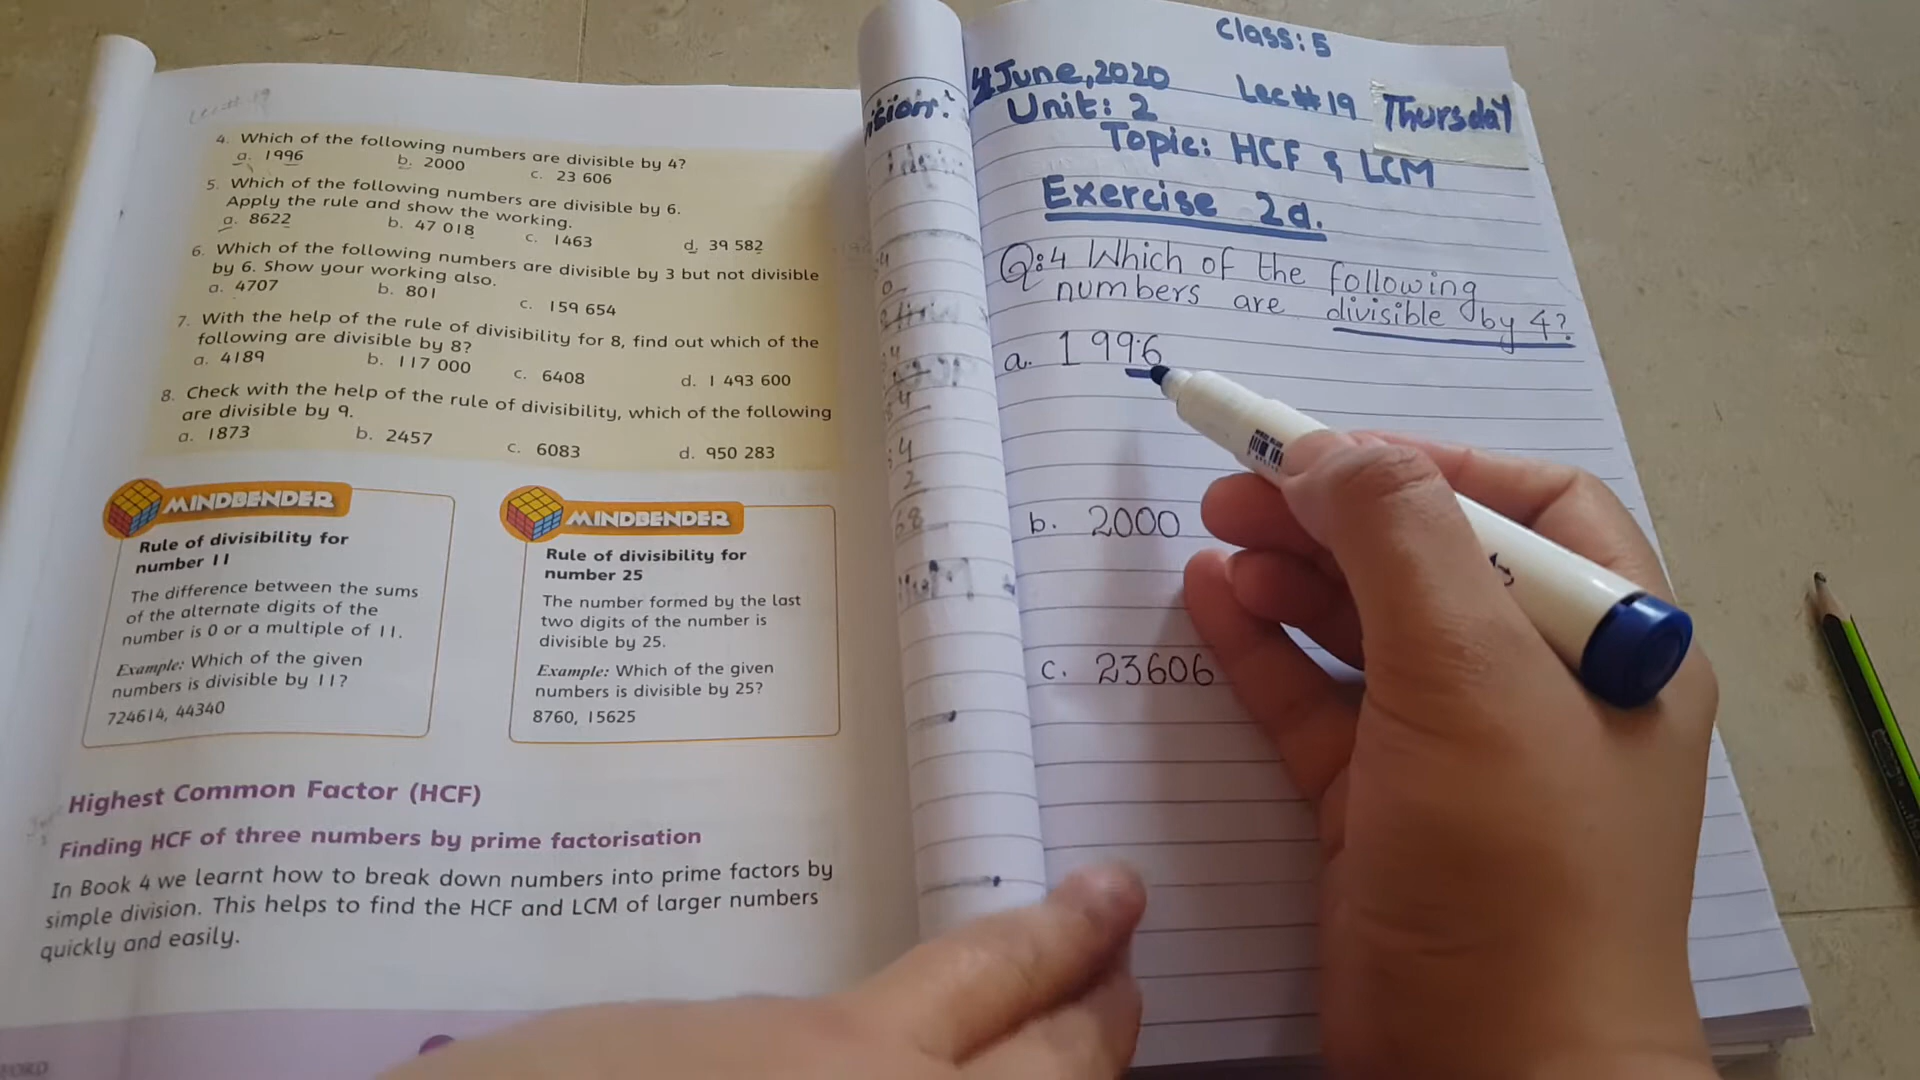 Lec# 19
4. Which of the following numbers are divisible by 4?
a. 1996 b. 2000 c. 23 606
5. Which of the following numbers are divisible by 6.
Apply the rule and show the working.
a. 8622 b. 47 018 c. 1463 d. 39 582
6. Which of the following numbers are divisible by 3 but not divisible
by 6. Show your working also.
a. 4707 b. 801 c. 159 654
7. With the help of the rule of divisibility for 8, find out which of the
following are divisible by 8?
a. 4189 b. 117 000 c. 6408 d. 1 493 600
8. Check with the help of the rule of divisibility, which of the following
are divisible by 9.
a. 1873 b. 2457 c. 6083 d. 950 283
MINDBENDER
Rule of divisibility for
number 11
The difference between the sums
of the alternate digits of the
number is 0 or a multiple of 11.
Example: Which of the given
numbers is divisible by 11?
724614, 44340
MINDBENDER
Rule of divisibility for
number 25
The number formed by the last
two digits of the number is
divisible by 25.
Example: Which of the given
numbers is divisible by 25?
8760, 15625
Highest Common Factor (HCF)
Finding HCF of three numbers by prime factorisation
In Book 4 we learnt how to break down numbers into prime factors by
simple division. This helps to find the HCF and LCM of larger numbers
quickly and easily.
Class: 5
4 June, 2020 Lec# 19 Thursday
Unit: 2
Topic: HCF & LCM
Exercise 2a.
Q:4 Which of the following
numbers are divisible by 4?
a. 1996
b. 2000
c. 23606